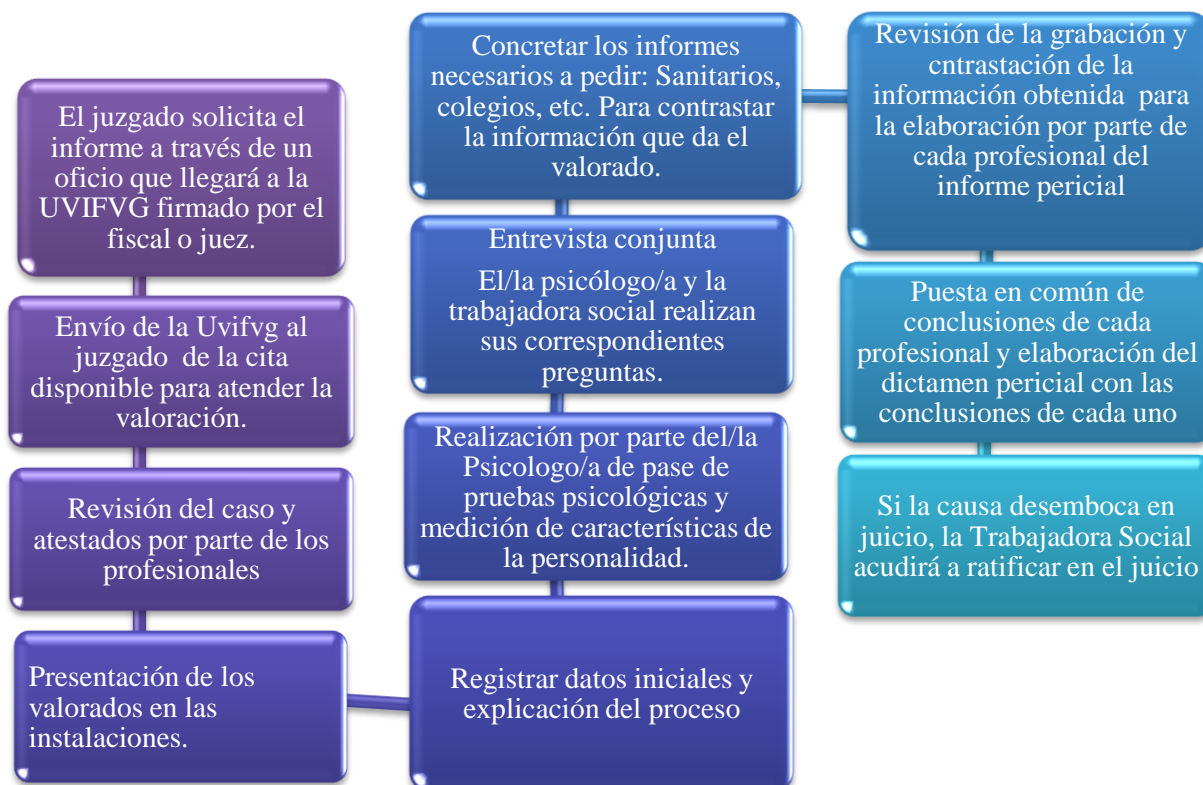 El juzgado solicita el
informe a través de un
oficio que llegará a la
UVIFVG firmado por el
fiscal o juez.
Envío de la Uvifvg al
juzgado de la cita
disponible para atender la
valoración.
Revisión del caso y
atestados por parte de los
profesionales
Presentación de los
valorados en las
instalaciones.
Registrar datos iniciales y
explicación del proceso
Realización por parte del/la
Psicologo/a de pase de
pruebas psicológicas y
medición de características de
la personalidad.
Entrevista conjunta
El/la psicólogo/a y la
trabajadora social realizan
sus correspondientes
preguntas.
Concretar los informes
necesarios a pedir: Sanitarios,
colegios, etc. Para contrastar
la información que da el
valorado.
Revisión de la grabación y
cntrastación de la
información obtenida para
la elaboración por parte de
cada profesional del
informe pericial
Puesta en común de
conclusiones de cada
profesional y elaboración del
dictamen pericial con las
conclusiones de cada uno
Si la causa desemboca en
juicio, la Trabajadora Social
acudirá a ratificar en el juicio